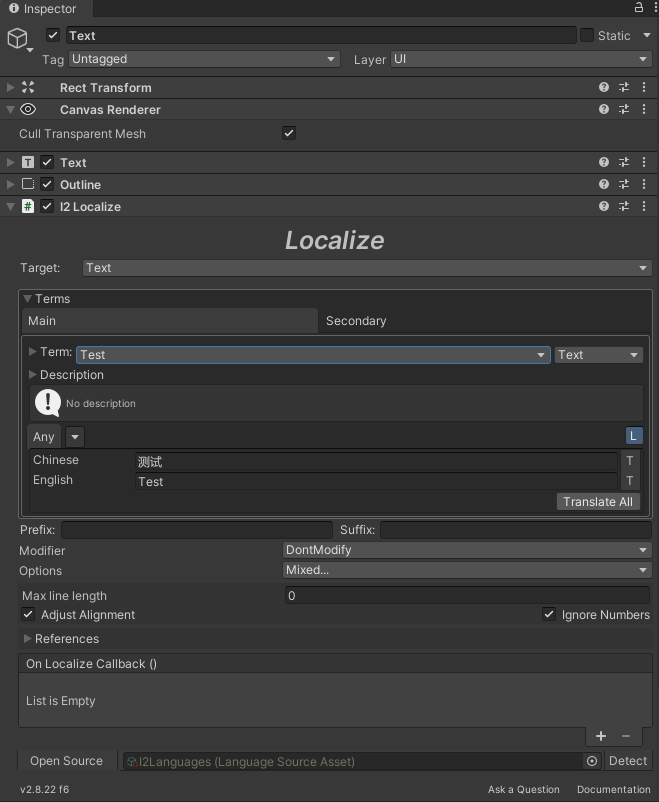 Inspector
Text Static
Tag Untagged Layer UI
Rect Transform
Canvas Renderer
Cull Transparent Mesh
T Text
Outline
# I2 Localize
Localize
Target: Text
Terms
Main Secondary
Term: Test Text
Description
No description
Any L
Chinese 测试 T
English Test T
Translate All
Prefix: Suffix:
Modifier DontModify
Options Mixed...
Max line length 0
Adjust Alignment Ignore Numbers
References
On Localize Callback ()
List is Empty
+ −
Open Source I2Languages (Language Source Asset) Detect
v2.8.22 f6 Ask a Question Documentation